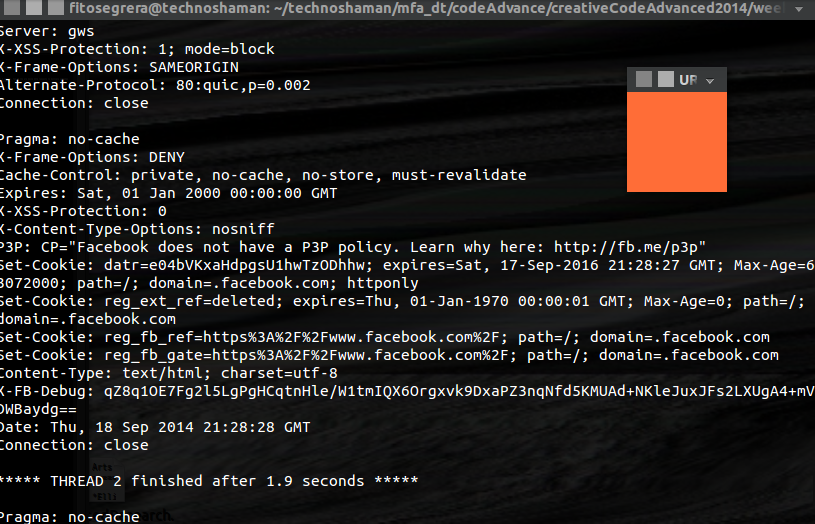 fitosegrera@technoshaman: ~/technoshaman/mfa_dt/codeAdvance/creativeCodeAdvanced2014/wee
Server: gws
X-XSS-Protection: 1; mode=block
X-Frame-Options: SAMEORIGIN
UR
Alternate-Protocol: 80:quic,p=0.002
Connection: close
Pragma: no-cache
X-Frame-Options: DENY
Cache-Control: private, no-cache, no-store, must-revalidate
Expires: Sat, 01 Jan 2000 00:00:00 GMT
X-XSS-Protection: 0
X-Content-Type-Options: nosniff
P3P: CP="Facebook does not have a P3P policy. Learn why here: http://fb.me/p3p"
Set-Cookie: datr=e04bVKxaHdpgsU1hwTzODhhw; expires=Sat, 17-Sep-2016 21:28:27 GMT; Max-Age=6
3072000; path=/; domain=.facebook.com; httponly
Set-Cookie: reg_ext_ref=deleted; expires=Thu, 01-Jan-1970 00:00:01 GMT; Max-Age=0; path=/;
domain=.facebook.com
Set-Cookie: reg_fb_ref=https%3A%2F%2Fwww.facebook.com%2F; path=/; domain=.facebook.com
Set-Cookie: reg_fb_gate=https%3A%2F%2Fwww.facebook.com%2F; path=/; domain=.facebook.com
Content-Type: text/html; charset=utf-8
X-FB-Debug: qZ8q1OE7Fg2l5LgPgHCqtnHle/W1tmIQX6Orgxvk9DxaPZ3nqNfd5KMUAd+NKleJuxJFs2LXUgA4+mV
DWBaydg==
Date: Thu, 18 Sep 2014 21:28:28 GMT
Connection: close
Arts
***** THREAD 2 finished after 1.9 seconds *****
Pragma: no-cache